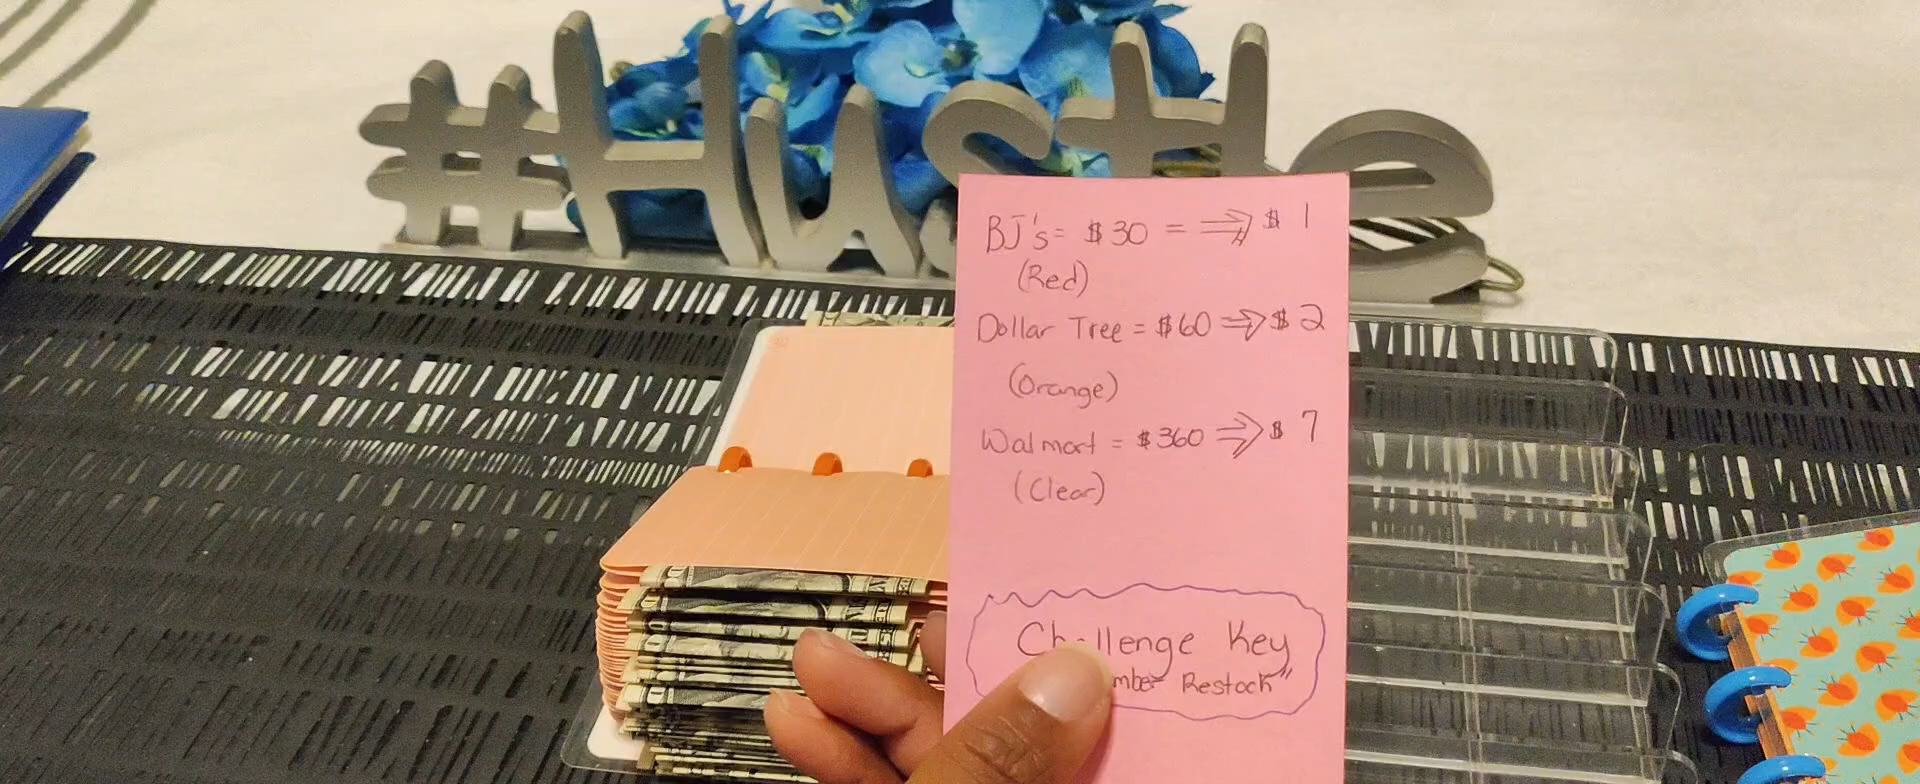 #Hustle
BJ's = $30 = ⇒ $ 1
(Red)
Dollar Tree = $60 ⇒ $ 2
(Orange)
Walmart = $360 ⇒ $ 7
(Clear)
Challenge Key
Restock"